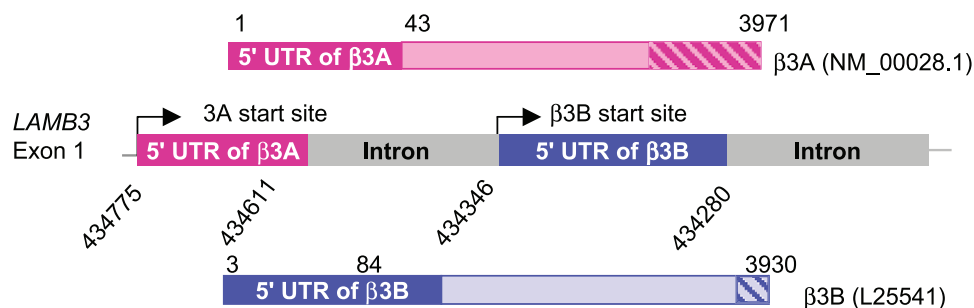 1 43 3971
5' UTR of β3A
β3A (NM_00028.1)
LAMB3
Exon 1
3A start site
β3B start site
5' UTR of β3A Intron 5' UTR of β3B Intron
434775 434611 434346 434280
3 84 3930
5' UTR of β3B
β3B (L25541)